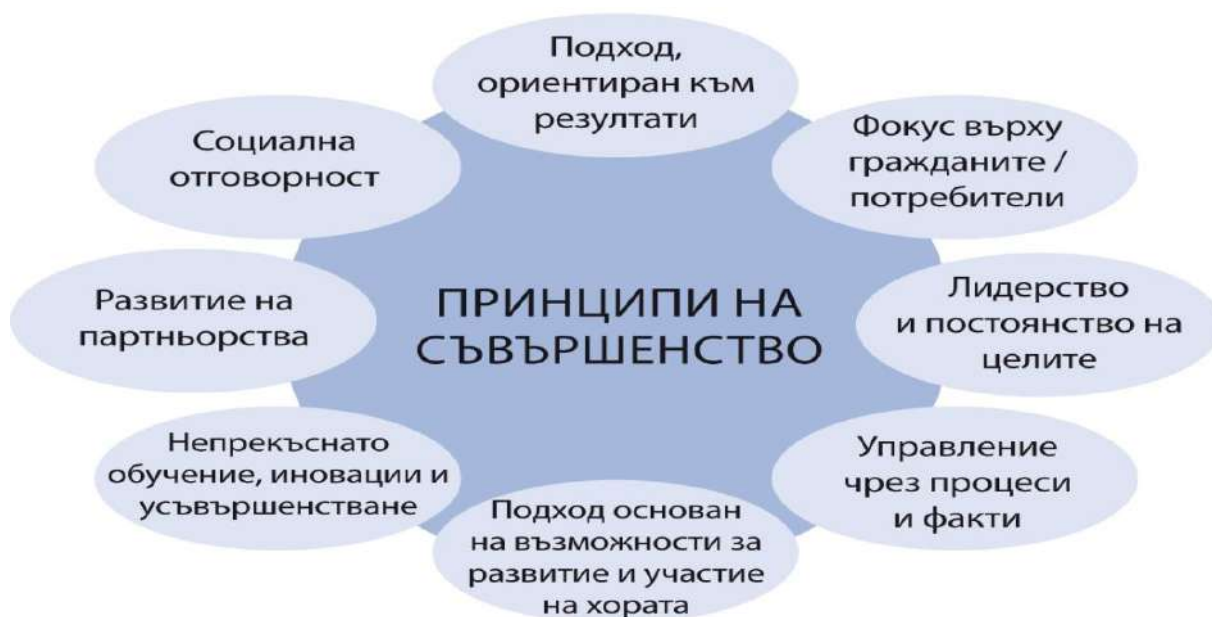 Подход,
ориентиран към
резултати
Фокус върху
гражданите /
потребители
Лидерство
и постоянство на
целите
Управление
чрез процеси
и факти
Подход основан
на възможности за
развитие и участие
на хората
Непрекъснато
обучение, иновации и
усъвършенстване
Развитие на
партньорства
Социална
отговорност
ПРИНЦИПИ НА
СЪВЪРШЕНСТВО